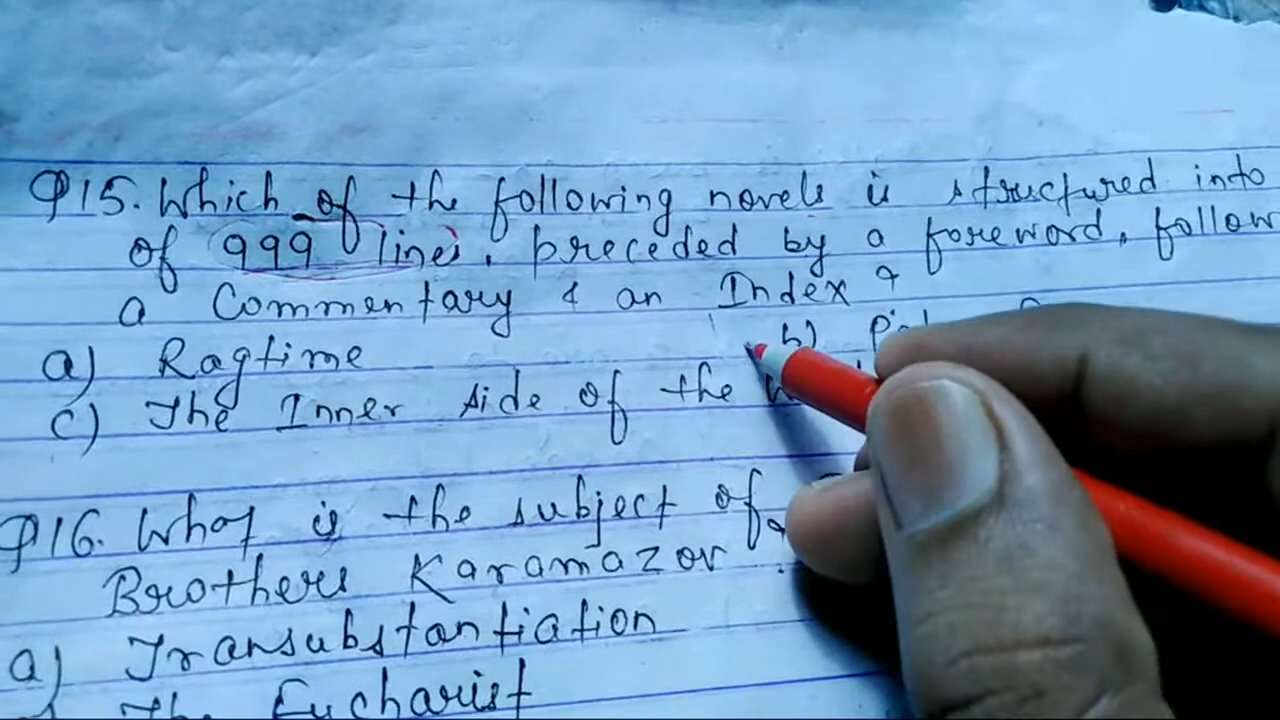 Q15. Which of the following novels is structured into
of 999 lines, preceded by a foreword, follow
a Commentary & an Index ?
a) Ragtime b)
c) The Inner side of the
Q16. What is the subject of
Brothers Karamazov ?
a) Transubstantiation
The Eucharist